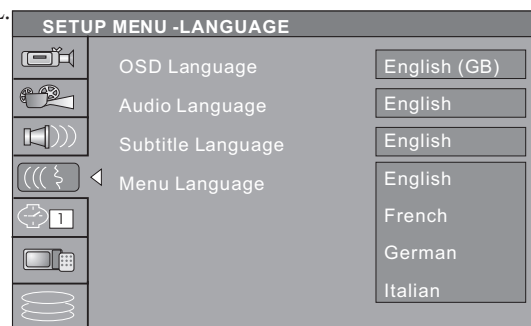 SETUP MENU -LANGUAGE
OSD Language English (GB)
Audio Language English
Subtitle Language English
Menu Language English
French
1
German
Italian